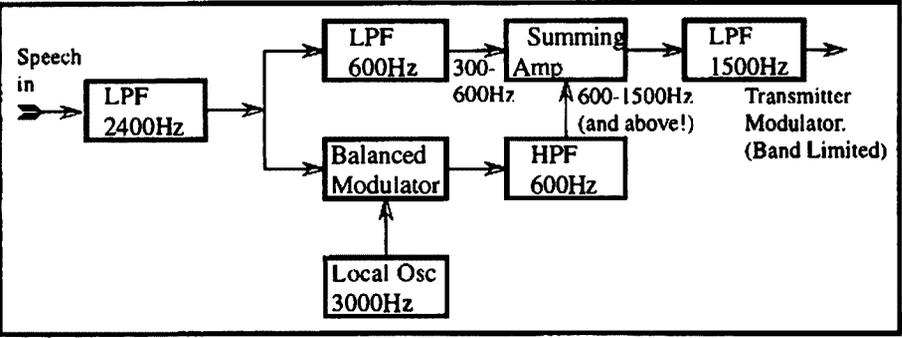 Speech
in
LPF
2400Hz
LPF
600Hz
300-
600Hz
Summing
Amp
LPF
1500Hz
600-1500Hz
(and above!)
Transmitter
Modulator.
(Band Limited)
Balanced
Modulator
HPF
600Hz
Local Osc
3000Hz